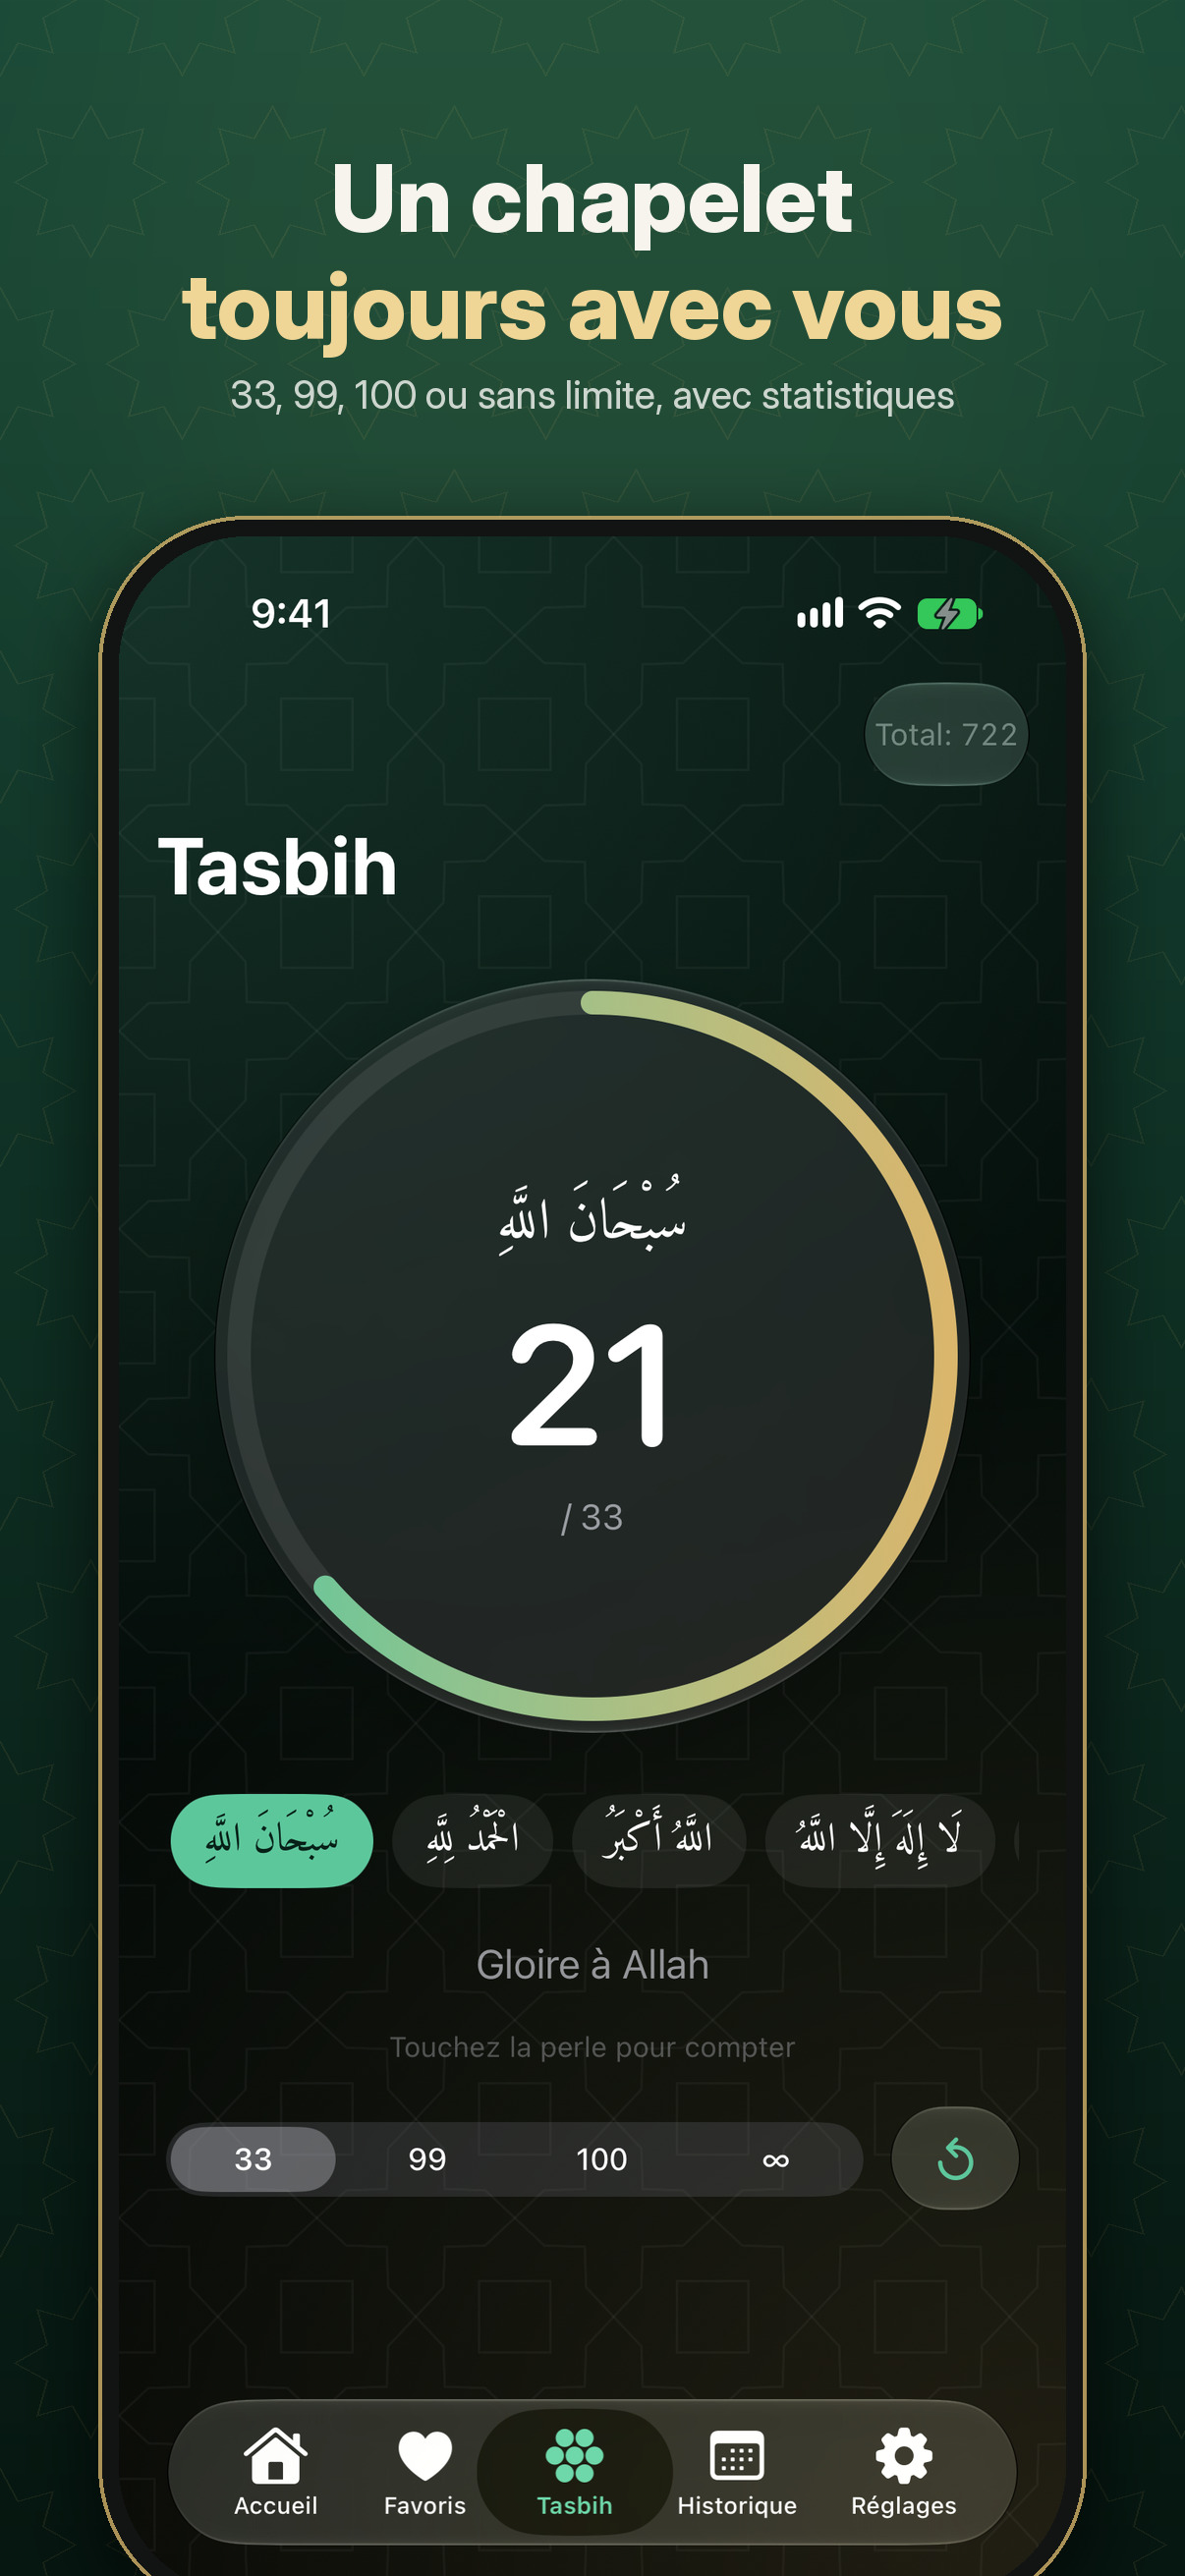 Un chapelet
toujours avec vous
33, 99, 100 ou sans limite, avec statistiques
9:41
Total: 722
Tasbih
سُبْحَانَ اللَّهِ
21
/ 33
سُبْحَانَ اللَّهِ الْحَمْدُ لِلَّهِ اللَّهُ أَكْبَرُ لَا إِلَهَ إِلَّا اللَّهُ
Gloire à Allah
Touchez la perle pour compter
33 99 100 ∞
Accueil Favoris Tasbih Historique Réglages